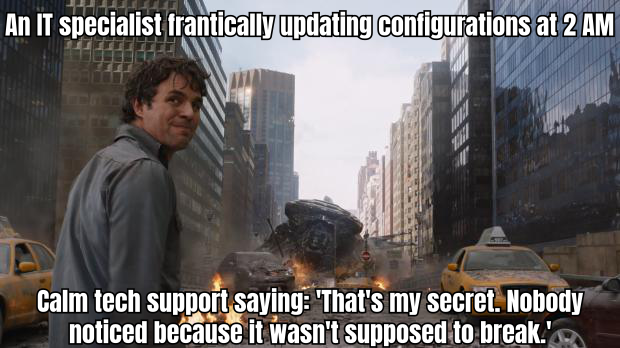 An IT specialist frantically updating configurations at 2 AM
Calm tech support saying: 'That's my secret. Nobody
noticed because it wasn't supposed to break.'